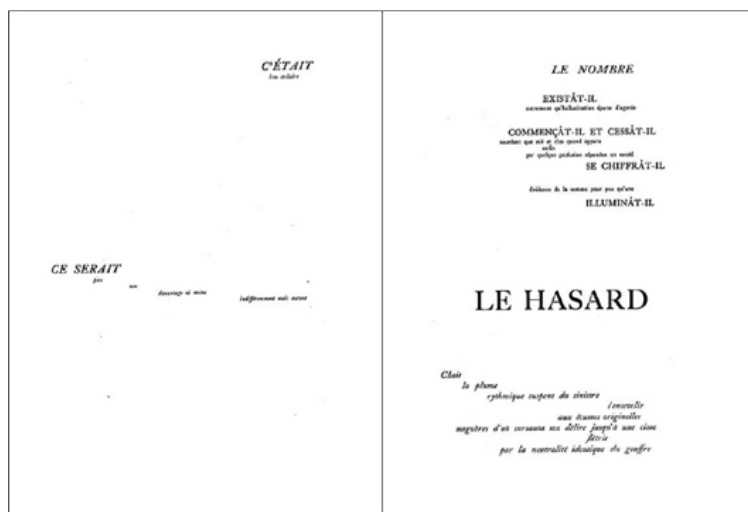 C'ÉTAIT
issu stellaire
CE SERAIT
pire
non
davantage ni moins
indifféremment mais autant
LE NOMBRE
EXISTÂT-IL
autrement qu'hallucination éparse d'agonie
COMMENÇÂT-IL ET CESSÂT-IL
sourdant que nié et clos quand apparu
enfin
par quelque profusion répandue en rareté
SE CHIFFRÂT-IL
évidence de la somme pour peu qu'une
ILLUMINÂT-IL
LE HASARD
Choit
la plume
rythmique suspens du sinistre
s'ensevelir
aux écumes originelles
naguères d'où sursauta son délire jusqu'à une cime
flétrie
par la neutralité identique du gouffre